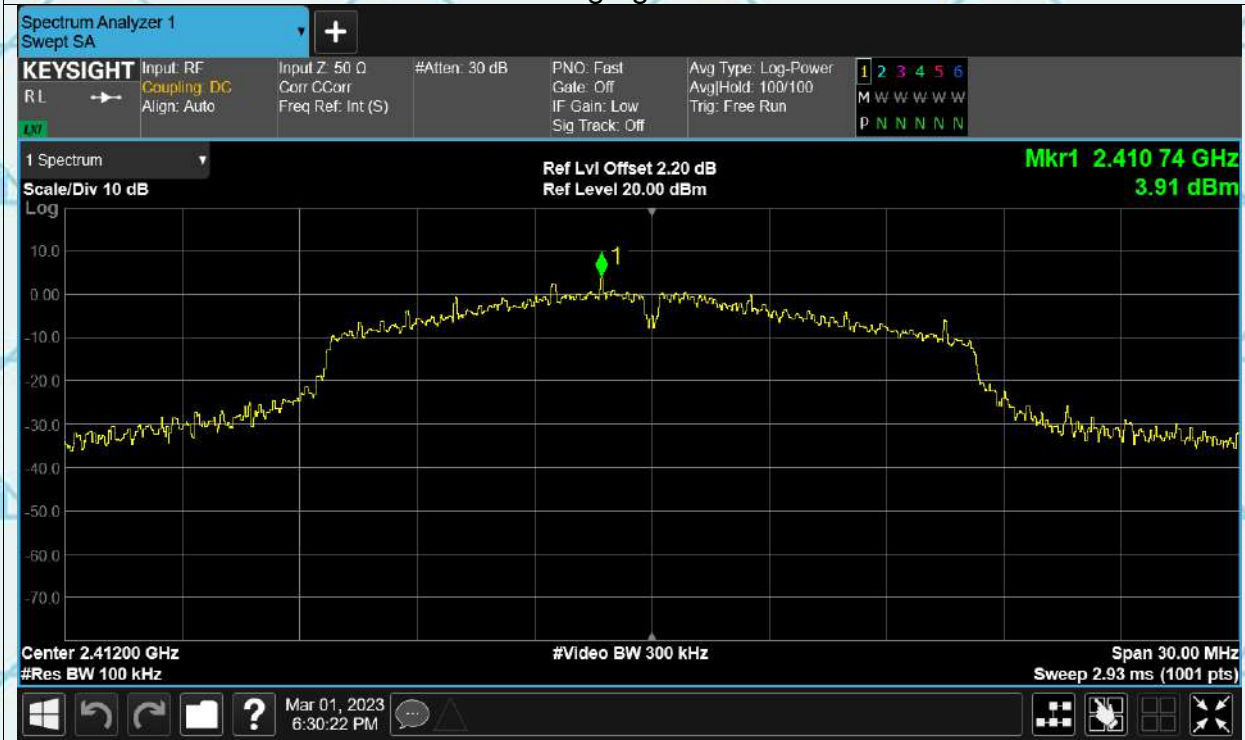 Spectrum Analyzer 1
Swept SA
+
KEYSIGHT
RL
LXI
Input: RF
Coupling: DC
Align: Auto
Input Z: 50 Ω
Corr CCorr
Freq Ref: Int (S)
#Atten: 30 dB
PNO: Fast
Gate: Off
IF Gain: Low
Sig Track: Off
Avg Type: Log-Power
Avg|Hold: 100/100
Trig: Free Run
1 2 3 4 5 6
M W W W W W
P N N N N N
1 Spectrum
Scale/Div 10 dB
Log
Ref Lvl Offset 2.20 dB
Ref Level 20.00 dBm
Mkr1 2.410 74 GHz
3.91 dBm
1
10.0
0.00
-10.0
-20.0
-30.0
-40.0
-50.0
-60.0
-70.0
Center 2.41200 GHz
#Res BW 100 kHz
#Video BW 300 kHz
Span 30.00 MHz
Sweep 2.93 ms (1001 pts)
?
Mar 01, 2023
6:30:22 PM